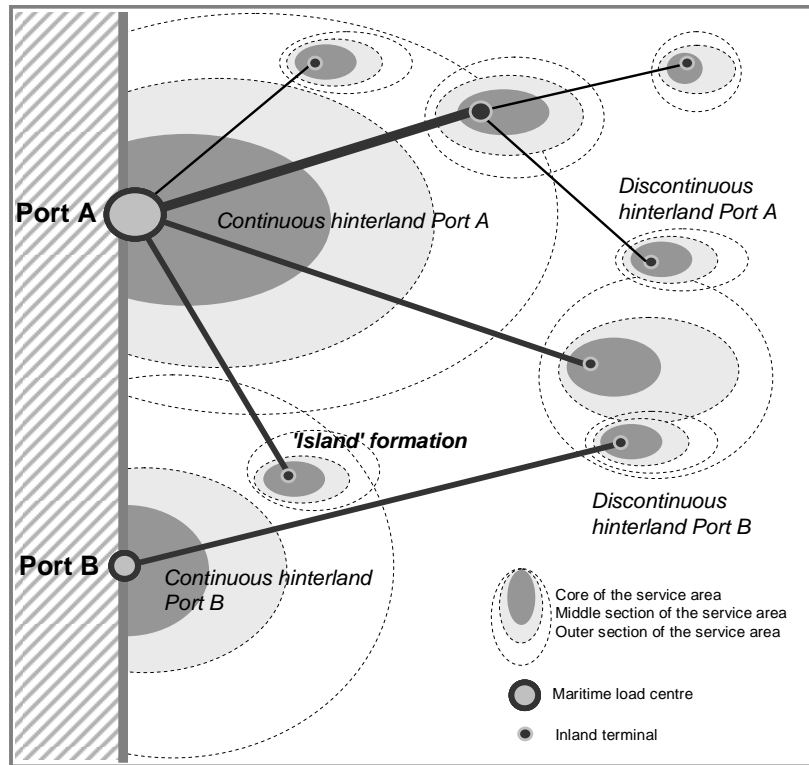 Port A
Continuous hinterland Port A
Discontinuous
hinterland Port A
'Island' formation
Discontinuous
hinterland Port B
Port B
Continuous hinterland
Port B
Core of the service area
Middle section of the service area
Outer section of the service area
Maritime load centre
Inland terminal